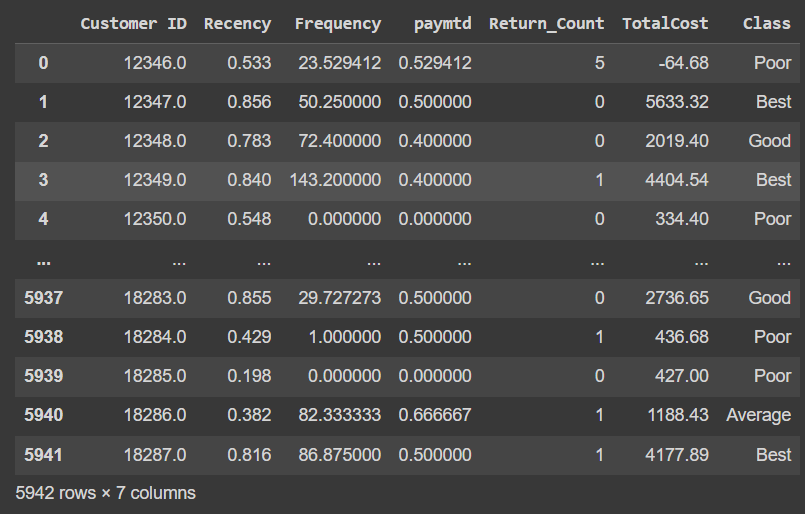 Customer ID Recency Frequency paymtd Return_Count TotalCost Class
0 12346.0 0.533 23.529412 0.529412 5 -64.68 Poor
1 12347.0 0.856 50.250000 0.500000 0 5633.32 Best
2 12348.0 0.783 72.400000 0.400000 0 2019.40 Good
3 12349.0 0.840 143.200000 0.400000 1 4404.54 Best
4 12350.0 0.548 0.000000 0.000000 0 334.40 Poor
... ... ... ... ... ... ... ...
5937 18283.0 0.855 29.727273 0.500000 0 2736.65 Good
5938 18284.0 0.429 1.000000 0.500000 1 436.68 Poor
5939 18285.0 0.198 0.000000 0.000000 0 427.00 Poor
5940 18286.0 0.382 82.333333 0.666667 1 1188.43 Average
5941 18287.0 0.816 86.875000 0.500000 1 4177.89 Best
5942 rows × 7 columns